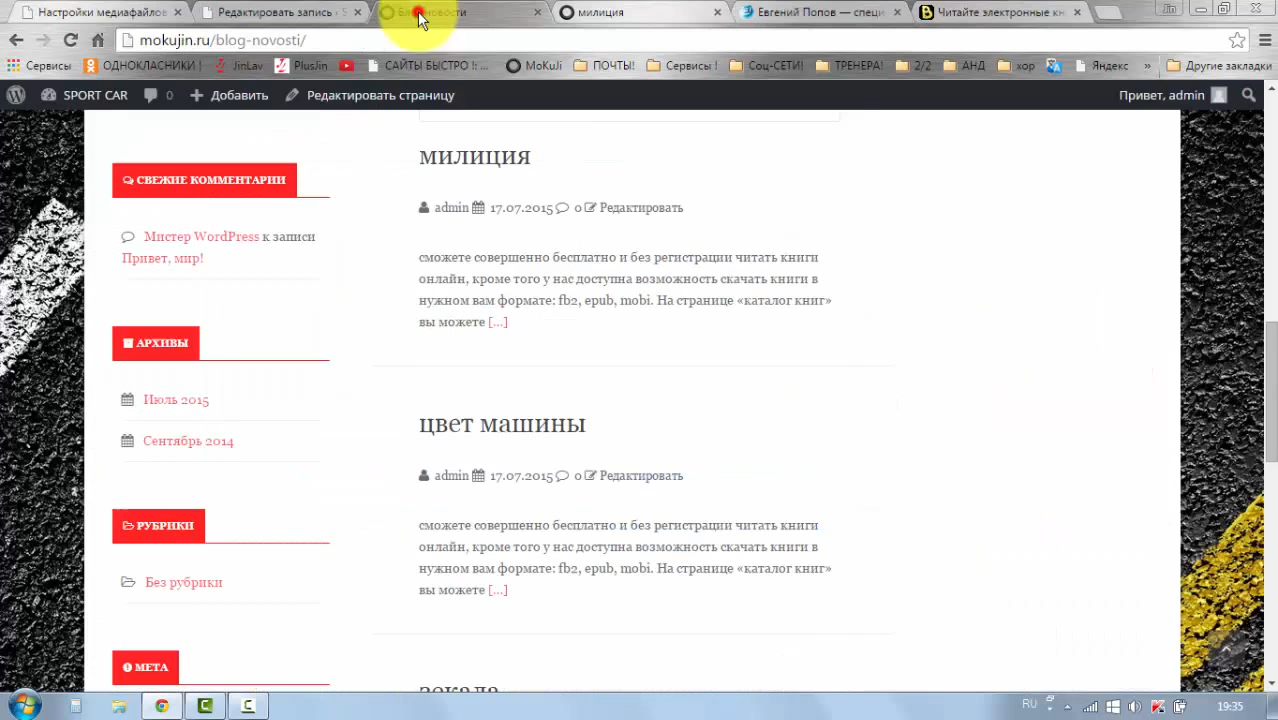 Настройки медиафайлов
Редактировать запись ‹ S
новости
милиция
Евгений Попов — специ
Читайте электронные кн
Jin
mokujin.ru/blog-novosti/
Сервисы
ОДНОКЛАСНИКИ !
JinLav
PlusJin
САЙТЫ БЫСТРО !: ...
MoKuJi
ПОЧТЫ!
Сервисы !
Соц-СЕТИ!
ТРЕНЕРА!
2/2
АНД
хор
Яндекс
»
Другие закладки
SPORT CAR
0
Добавить
Редактировать страницу
Привет, admin
СВЕЖИЕ КОММЕНТАРИИ
Мистер WordPress к записи
Привет, мир!
АРХИВЫ
Июль 2015
Сентябрь 2014
РУБРИКИ
Без рубрики
МЕТА
милиция
admin 17.07.2015 0 Редактировать
сможете совершенно бесплатно и без регистрации читать книги
онлайн, кроме того у нас доступна возможность скачать книги в
нужном вам формате: fb2, epub, mobi. На странице «каталог книг»
вы можете [...]
цвет машины
admin 17.07.2015 0 Редактировать
сможете совершенно бесплатно и без регистрации читать книги
онлайн, кроме того у нас доступна возможность скачать книги в
нужном вам формате: fb2, epub, mobi. На странице «каталог книг»
вы можете [...]
RU
19:35